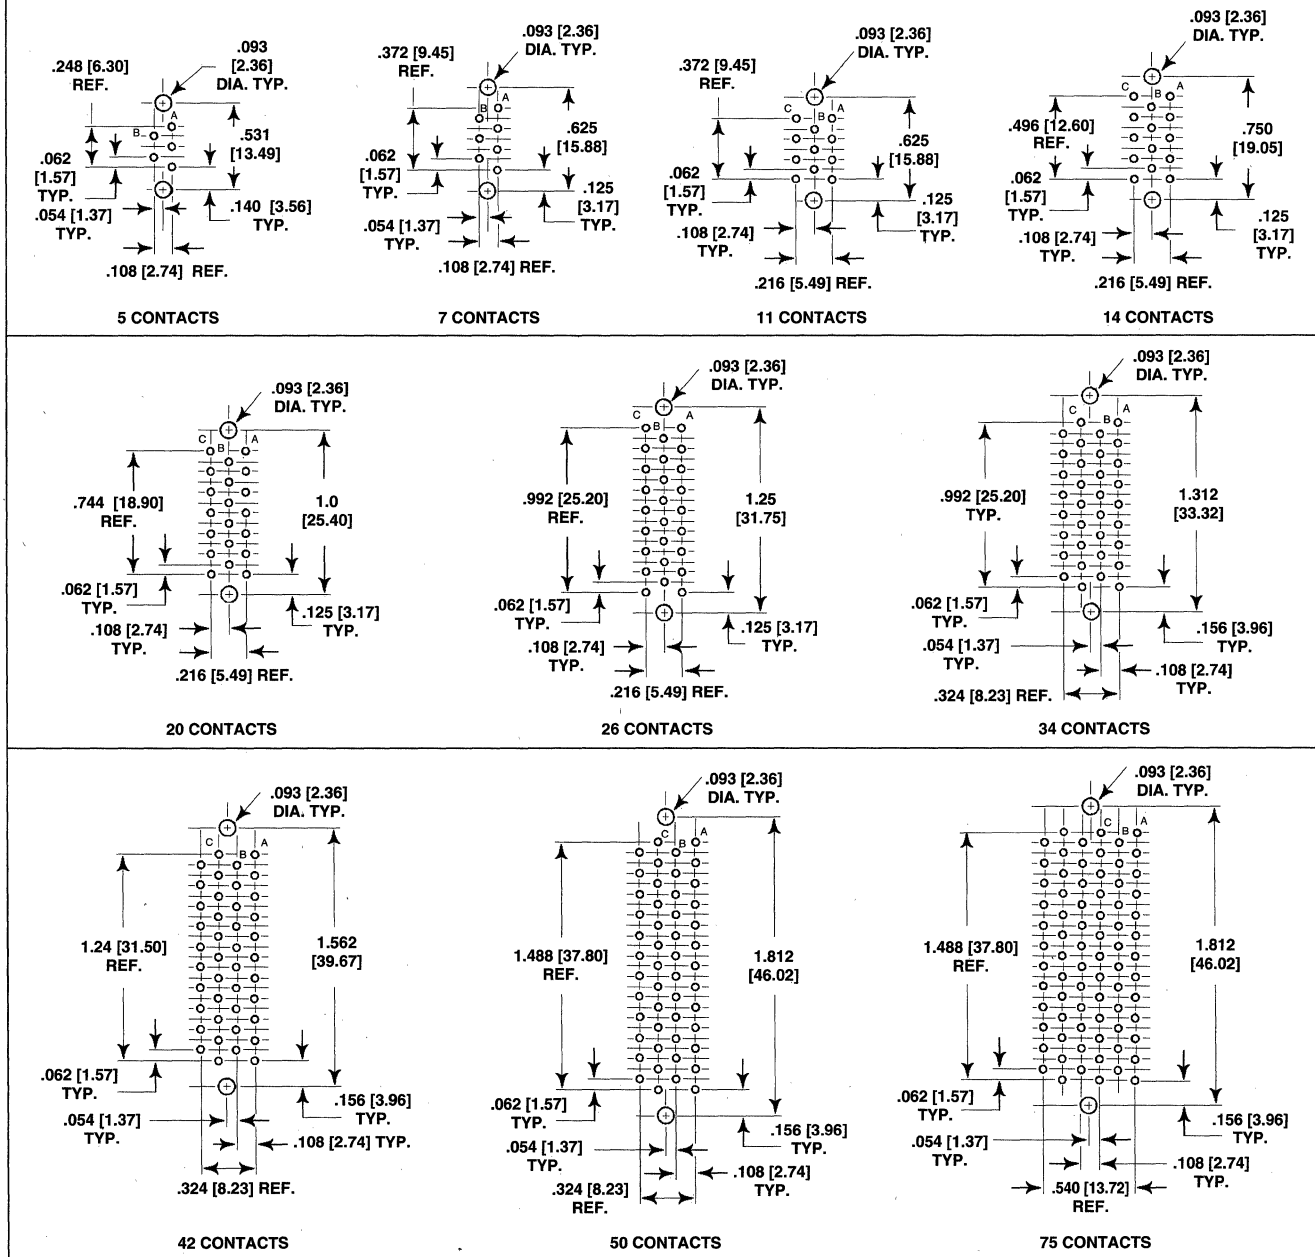 .248 [6.30]
REF.
.093
[2.36]
DIA. TYP.
A
B
.531
[13.49]
.062
[1.57]
TYP.
.054 [1.37]
TYP.
.140 [3.56]
TYP.
.108 [2.74] REF.
5 CONTACTS
.372 [9.45]
REF.
.093 [2.36]
DIA. TYP.
A
B
.625
[15.88]
.062
[1.57]
TYP.
.054 [1.37]
TYP.
.125
[3.17]
TYP.
.108 [2.74] REF.
7 CONTACTS
.372 [9.45]
REF.
.093 [2.36]
DIA. TYP.
C
B
A
.625
[15.88]
.062
[1.57]
TYP.
.108 [2.74]
TYP.
.125
[3.17]
TYP.
.216 [5.49] REF.
11 CONTACTS
.093 [2.36]
DIA. TYP.
C
B
A
.496 [12.60]
REF.
.750
[19.05]
.062
[1.57]
TYP.
.108 [2.74]
TYP.
.125
[3.17]
TYP.
.216 [5.49] REF.
14 CONTACTS
.093 [2.36]
DIA. TYP.
C
B
A
.744 [18.90]
REF.
1.0
[25.40]
.062 [1.57]
TYP.
.108 [2.74]
TYP.
.125 [3.17]
TYP.
.216 [5.49] REF.
20 CONTACTS
.093 [2.36]
DIA. TYP.
C
B
A
.992 [25.20]
REF.
1.25
[31.75]
.062 [1.57]
TYP.
.108 [2.74]
TYP.
.125 [3.17]
TYP.
.216 [5.49] REF.
26 CONTACTS
.093 [2.36]
DIA. TYP.
C
B
A
.992 [25.20]
TYP.
1.312
[33.32]
.062 [1.57]
TYP.
.054 [1.37]
TYP.
.156 [3.96]
TYP.
.108 [2.74]
TYP.
.324 [8.23] REF.
34 CONTACTS
.093 [2.36]
DIA. TYP.
C
B
A
1.24 [31.50]
REF.
1.562
[39.67]
.062 [1.57]
TYP.
.054 [1.37]
TYP.
.156 [3.96]
TYP.
.108 [2.74] TYP.
.324 [8.23] REF.
42 CONTACTS
.093 [2.36]
DIA. TYP.
C
B
A
1.488 [37.80]
REF.
1.812
[46.02]
.062 [1.57]
TYP.
.054 [1.37]
TYP.
.156 [3.96]
TYP.
.108 [2.74]
TYP.
.324 [8.23]
REF.
50 CONTACTS
.093 [2.36]
DIA. TYP.
C
B
A
1.488 [37.80]
REF.
1.812
[46.02]
.062 [1.57]
TYP.
.054 [1.37]
TYP.
.156 [3.96]
TYP.
.108 [2.74]
TYP.
.540 [13.72]
REF.
75 CONTACTS